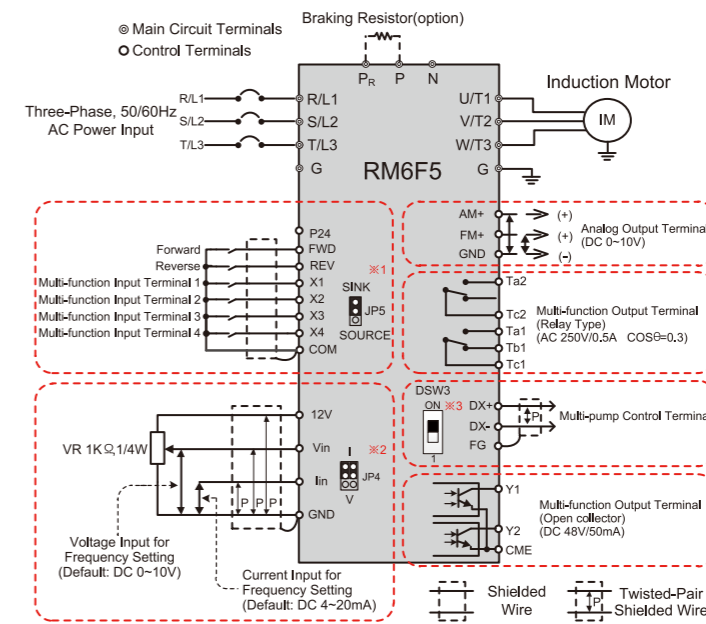 Braking Resistor(option)
Main Circuit Terminals
Control Terminals
PR P N
Induction Motor
Three-Phase, 50/60Hz
AC Power Input
R/L1
S/L2
T/L3
R/L1
S/L2
T/L3
G
RM6F5
U/T1
V/T2
W/T3
G
IM
P24
FWD
REV
X1
X2
X3
X4
COM
Forward
Reverse
Multi-function Input Terminal 1
Multi-function Input Terminal 2
Multi-function Input Terminal 3
Multi-function Input Terminal 4
※1
SINK
JP5
SOURCE
AM+
FM+
GND
(+)
(+)
(-)
Analog Output Terminal
(DC 0~10V)
Ta2
Tc2
Ta1
Tb1
Tc1
Multi-function Output Terminal
(Relay Type)
(AC 250V/0.5A COSθ=0.3)
DSW3
ON
※3
1
DX+
DX-
FG
P
Multi-pump Control Termina
12V
Vin
Iin
GND
VR 1KΩ,1/4W
P P P
※2
I
JP4
V
Voltage Input for
Frequency Setting
(Default: DC 0~10V)
Current Input for
Frequency Setting
(Default: DC 4~20mA)
Y1
Y2
CME
Multi-function Output Terminal
(Open collector)
(DC 48V/50mA)
Shielded
Wire
P
Twisted-Pair
Shielded Wire